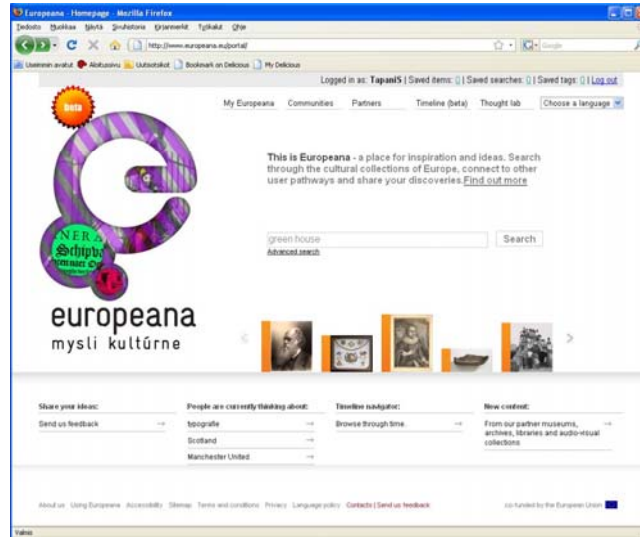 Europeana - Homepage - Mozilla Firefox
Tiedosto Muokkaa Näytä Sivuhistoria Kirjanmerkit Työkalut Ohje
http://www.europeana.eu/portal/
Google
Useimmin avatut Aloitussivu Uutisotsikot Bookmark on Delicious My Delicious
Logged in as: TapaniS | Saved items: 0 | Saved searches: 0 | Saved tags: 0 | Log out
beta
My Europeana Communities Partners Timeline (beta) Thought lab Choose a language
This is Europeana - a place for inspiration and ideas. Search
through the cultural collections of Europe, connect to other
user pathways and share your discoveries.Find out more
green house Search
Advanced search
europeana
mysli kultúrne
Share your ideas: People are currently thinking about: Timeline navigator: New content:
Send us feedback typografie Browse through time. From our partner museums,
archives, libraries and audio-visual
collections
Scotland
Manchester United
About us Using Europeana Accessibility Sitemap Terms and conditions Privacy Language policy Contacts | Send us feedback co-funded by the European Union
Valmis